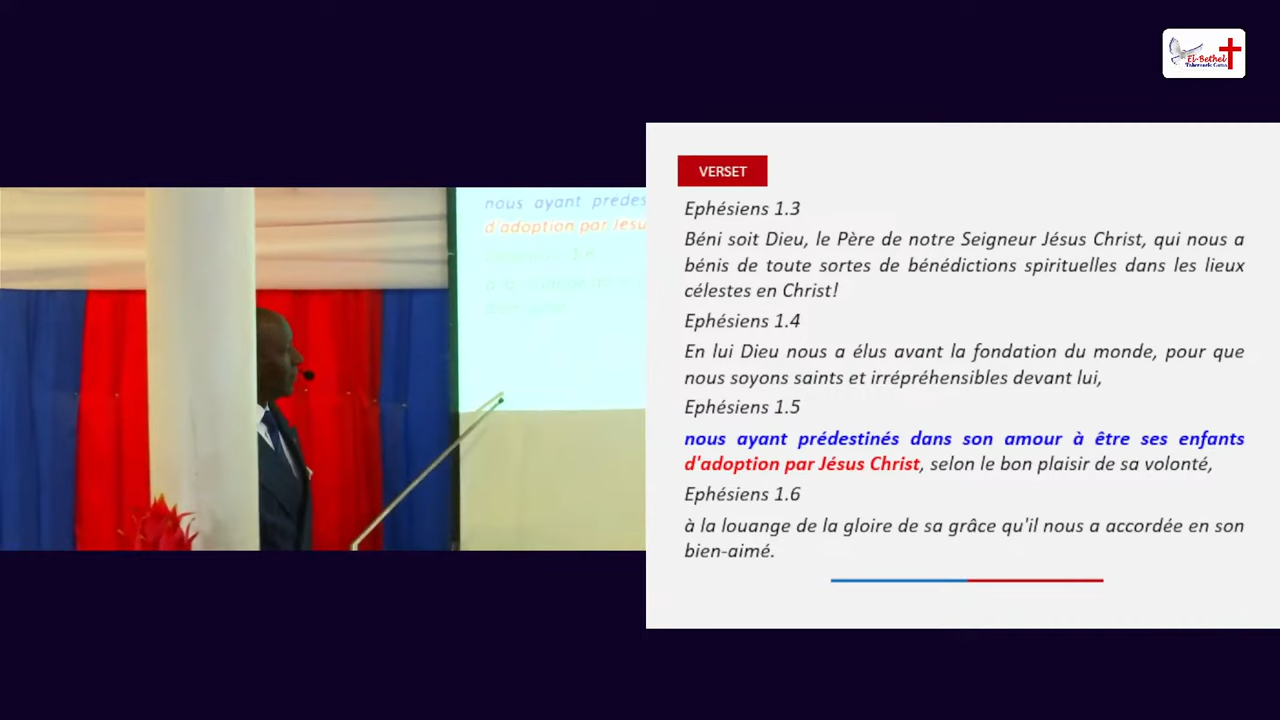 El-Bethel
Tabernacle
VERSET
Ephésiens 1.3
Béni soit Dieu, le Père de notre Seigneur Jésus Christ, qui nous a
bénis de toute sortes de bénédictions spirituelles dans les lieux
célestes en Christ!
Ephésiens 1.4
En lui Dieu nous a élus avant la fondation du monde, pour que
nous soyons saints et irrépréhensibles devant lui,
Ephésiens 1.5
nous ayant prédestinés dans son amour à être ses enfants
d'adoption par Jésus Christ, selon le bon plaisir de sa volonté,
Ephésiens 1.6
à la louange de la gloire de sa grâce qu'il nous a accordée en son
bien-aimé.
nous ayant prédes
d'adoption par Jésu